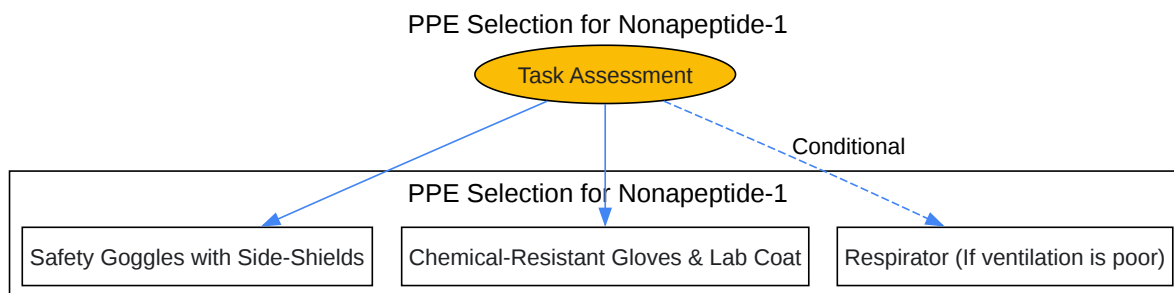 PPE Selection for Nonapeptide-1
Task Assessment
Conditional
PPE Selection for Nonapeptide-1
Safety Goggles with Side-Shields
Chemical-Resistant Gloves & Lab Coat
Respirator (If ventilation is poor)